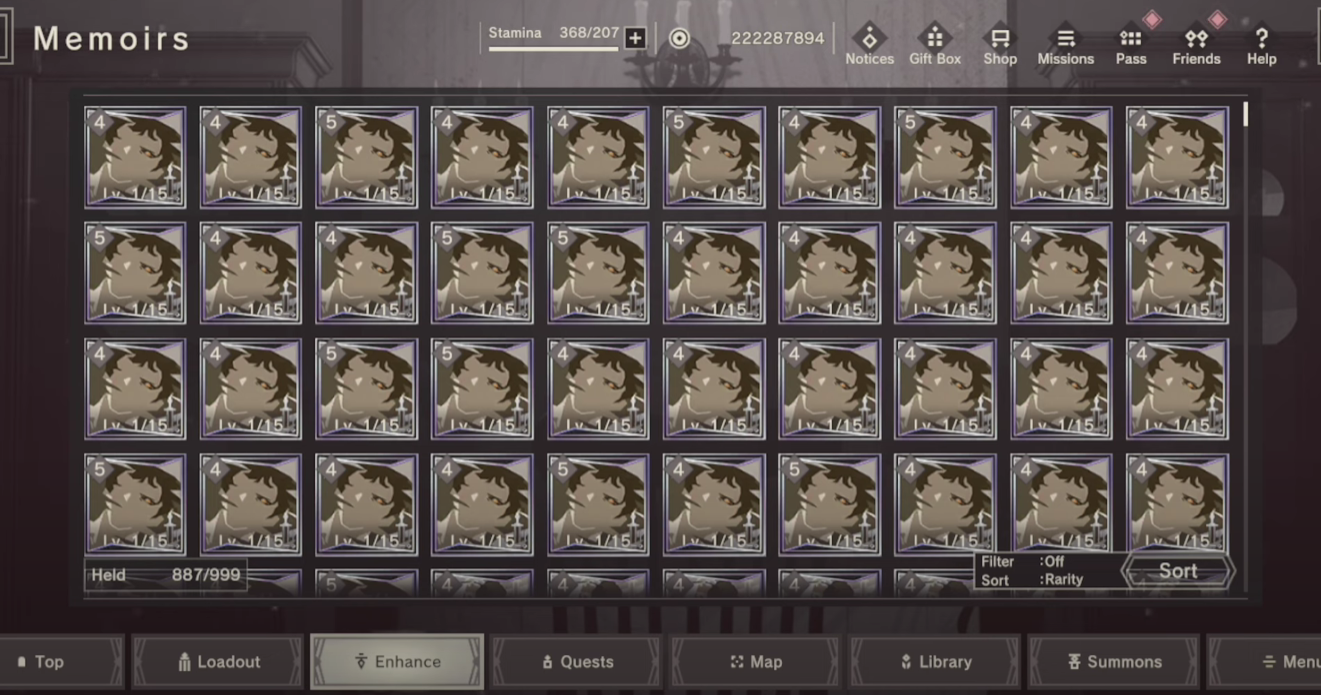 Memoirs
Stamina 368/207
222287894
Notices Gift Box Shop Missions Pass Friends Help
4 4 5 4 4 5 4 5 4 4
Lv. 1/15 Lv. 1/15 Lv. 1/15 Lv. 1/15 Lv. 1/15 Lv. 1/15 Lv. 1/15 Lv. 1/15 Lv. 1/15 Lv. 1/15
5 4 4 5 5 4 4 4 4 4
Lv. 1/15 Lv. 1/15 Lv. 1/15 Lv. 1/15 Lv. 1/15 Lv. 1/15 Lv. 1/15 Lv. 1/15 Lv. 1/15 Lv. 1/15
4 4 5 5 4 4 4 4 4 4
Lv. 1/15 Lv. 1/15 Lv. 1/15 Lv. 1/15 Lv. 1/15 Lv. 1/15 Lv. 1/15 Lv. 1/15 Lv. 1/15 Lv. 1/15
5 4 4 4 5 4 5 4 4 4
Lv. 1/15 Lv. 1/15 Lv. 1/15 Lv. 1/15 Lv. 1/15 Lv. 1/15 Lv. 1/15 Lv. 1/15 Lv. 1/15 Lv. 1/15
5 4 4 4 4 4
Held 887/999
Filter :Off
Sort :Rarity
Sort
Top Loadout Enhance Quests Map Library Summons Menu